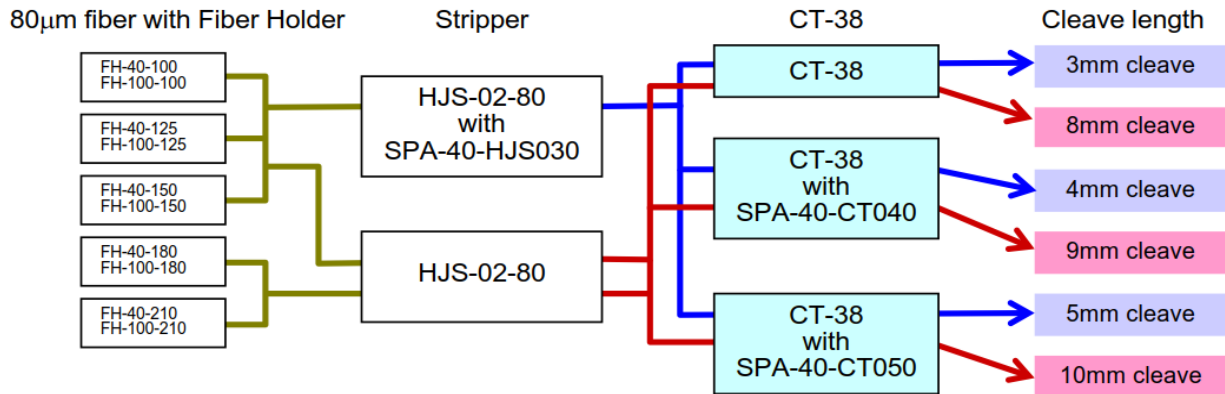 80μm fiber with Fiber Holder
Stripper
CT-38
Cleave length
FH-40-100
FH-100-100
FH-40-125
FH-100-125
FH-40-150
FH-100-150
FH-40-180
FH-100-180
FH-40-210
FH-100-210
HJS-02-80
with
SPA-40-HJS030
HJS-02-80
CT-38
CT-38
with
SPA-40-CT040
CT-38
with
SPA-40-CT050
3mm cleave
8mm cleave
4mm cleave
9mm cleave
5mm cleave
10mm cleave